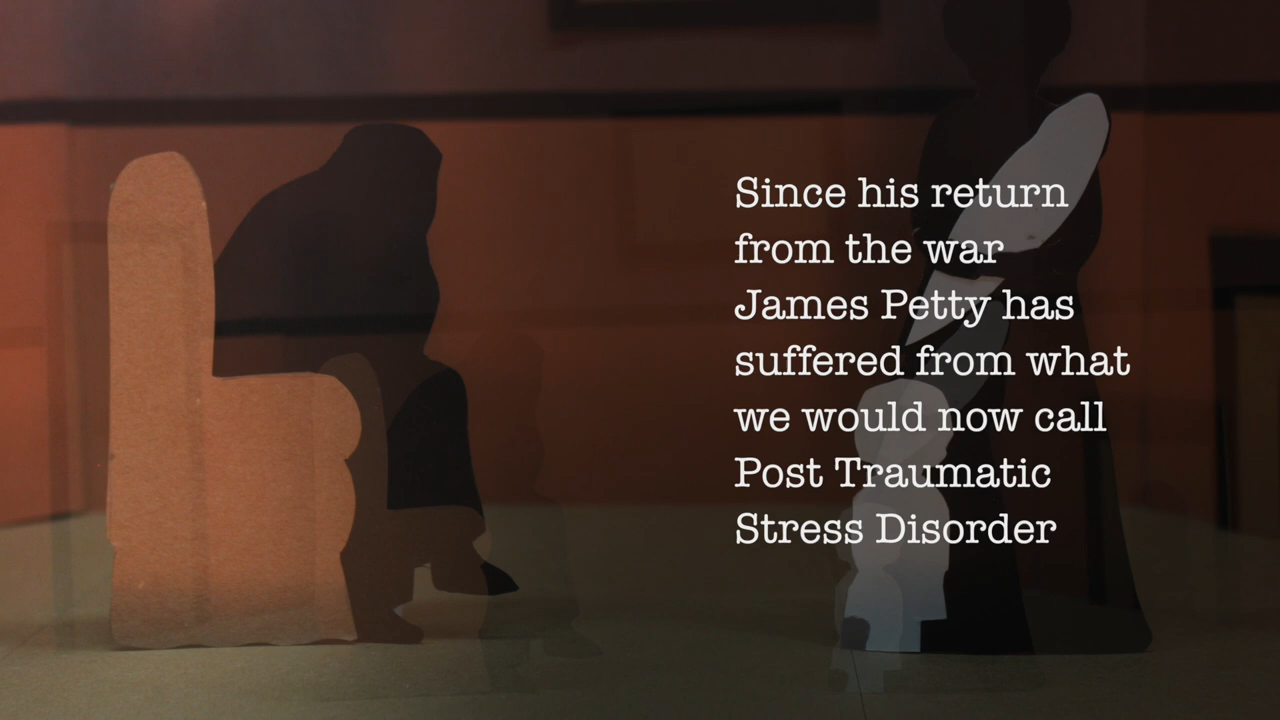 Since his return
from the war
James Petty has
suffered from what
we would now call
Post Traumatic
Stress Disorder